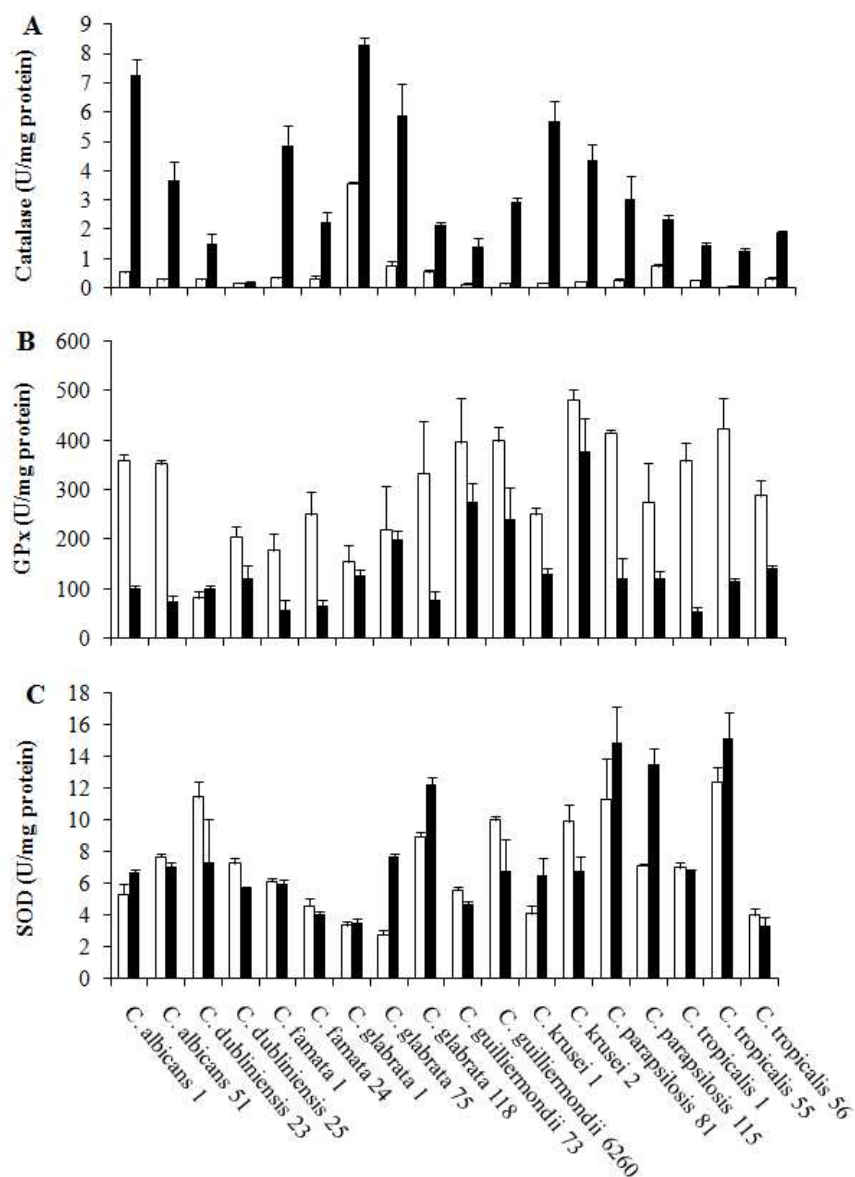 A
Catalase (U/mg protein)
9
8
7
6
5
4
3
2
1
0
B
GPx (U/mg protein)
600
500
400
300
200
100
0
C
SOD (U/mg protein)
18
16
14
12
10
8
6
4
2
0
C. albicans 1
C. albicans 51
C. dubliniensis 23
C. dubliniensis 25
C. famata 1
C. famata 24
C. glabrata 1
C. glabrata 75
C. glabrata 118
C. guilliermondii 73
C. guilliermondii 6260
C. krusei 1
C. krusei 2
C. parapsilosis 81
C. parapsilosis 115
C. tropicalis 1
C. tropicalis 55
C. tropicalis 56